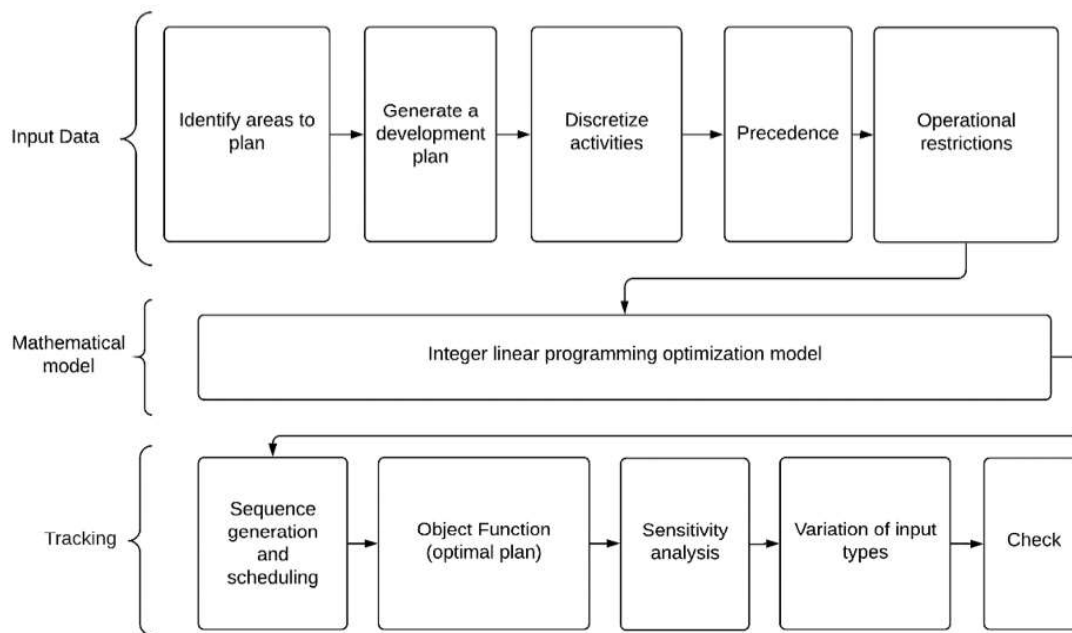 Input Data
Identify areas to
plan
Generate a
development
plan
Discretize
activities
Precedence
Operational
restrictions
Mathematical
model
Integer linear programming optimization model
Tracking
Sequence
generation
and
scheduling
Object Function
(optimal plan)
Sensitivity
analysis
Variation of input
types
Check